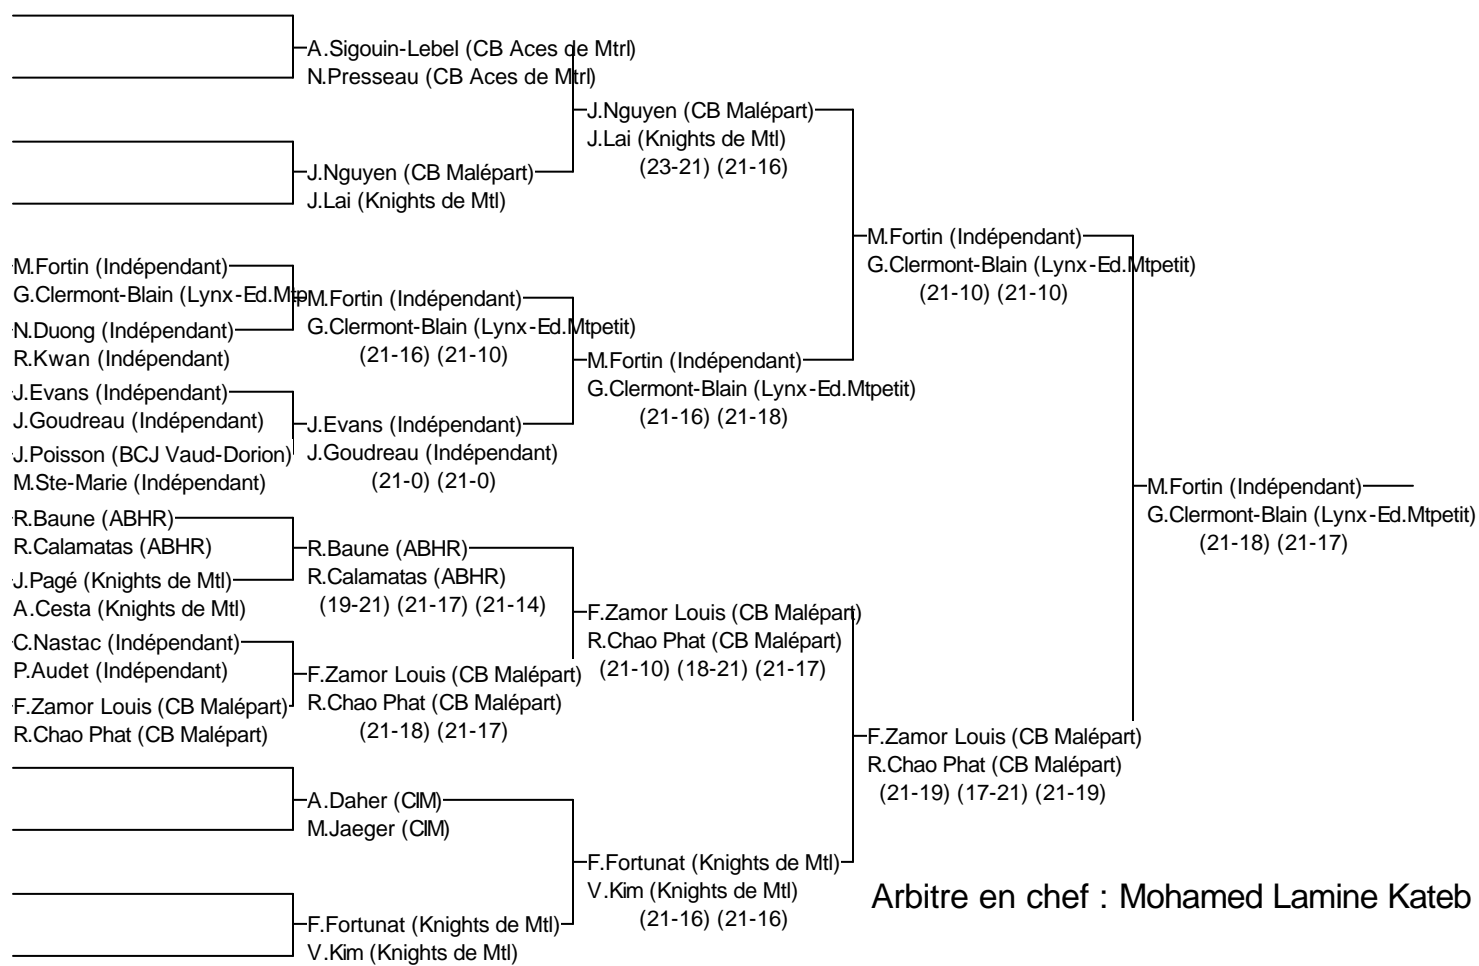 A.Sigouin-Lebel (CB Aces de Mtrl)
N.Presseau (CB Aces de Mtrl)
J.Nguyen (CB Malépart)
J.Lai (Knights de Mtl)
(23-21) (21-16)
J.Nguyen (CB Malépart)
J.Lai (Knights de Mtl)
M.Fortin (Indépendant)
G.Clermont-Blain (Lynx-Ed.Mtpetit)
(21-10) (21-10)
M.Fortin (Indépendant)
G.Clermont-Blain (Lynx-Ed.Mtp
N.Duong (Indépendant)
R.Kwan (Indépendant)
M.Fortin (Indépendant)
G.Clermont-Blain (Lynx-Ed.Mtpetit)
(21-16) (21-10)
M.Fortin (Indépendant)
G.Clermont-Blain (Lynx-Ed.Mtpetit)
(21-16) (21-18)
J.Evans (Indépendant)
J.Goudreau (Indépendant)
J.Poisson (BCJ Vaud-Dorion)
M.Ste-Marie (Indépendant)
J.Evans (Indépendant)
J.Goudreau (Indépendant)
(21-0) (21-0)
M.Fortin (Indépendant)
G.Clermont-Blain (Lynx-Ed.Mtpetit)
(21-18) (21-17)
R.Baune (ABHR)
R.Calamatas (ABHR)
J.Pagé (Knights de Mtl)
A.Cesta (Knights de Mtl)
R.Baune (ABHR)
R.Calamatas (ABHR)
(19-21) (21-17) (21-14)
F.Zamor Louis (CB Malépart)
R.Chao Phat (CB Malépart)
(21-10) (18-21) (21-17)
C.Nastac (Indépendant)
P.Audet (Indépendant)
F.Zamor Louis (CB Malépart)
R.Chao Phat (CB Malépart)
F.Zamor Louis (CB Malépart)
R.Chao Phat (CB Malépart)
(21-18) (21-17)
F.Zamor Louis (CB Malépart)
R.Chao Phat (CB Malépart)
(21-19) (17-21) (21-19)
A.Daher (CIM)
M.Jaeger (CIM)
F.Fortunat (Knights de Mtl)
V.Kim (Knights de Mtl)
(21-16) (21-16)
F.Fortunat (Knights de Mtl)
V.Kim (Knights de Mtl)
Arbitre en chef : Mohamed Lamine Kateb